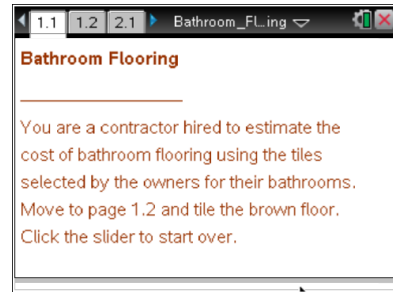 1.1 1.2 2.1 Bathroom_Fl...ing
Bathroom Flooring
You are a contractor hired to estimate the
cost of bathroom flooring using the tiles
selected by the owners for their bathrooms.
Move to page 1.2 and tile the brown floor.
Click the slider to start over.